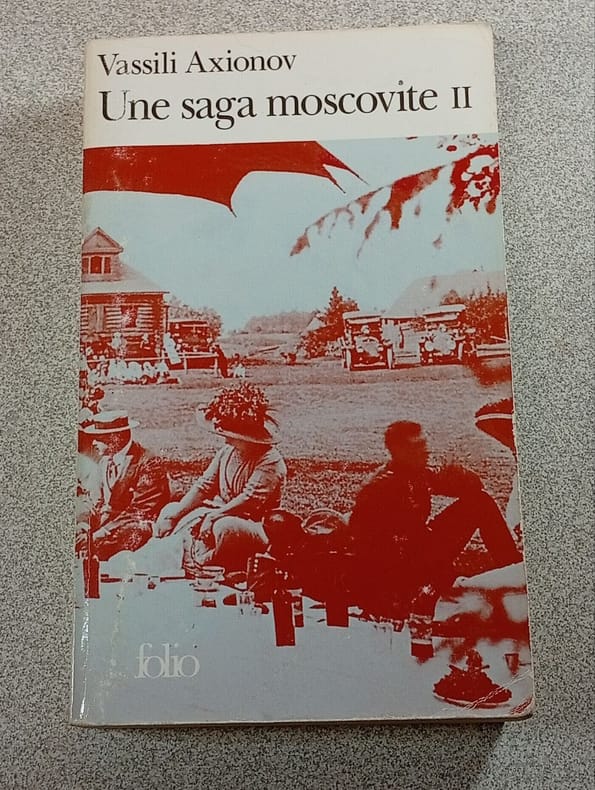 Vassili Axionov
Une saga moscovite II
folio